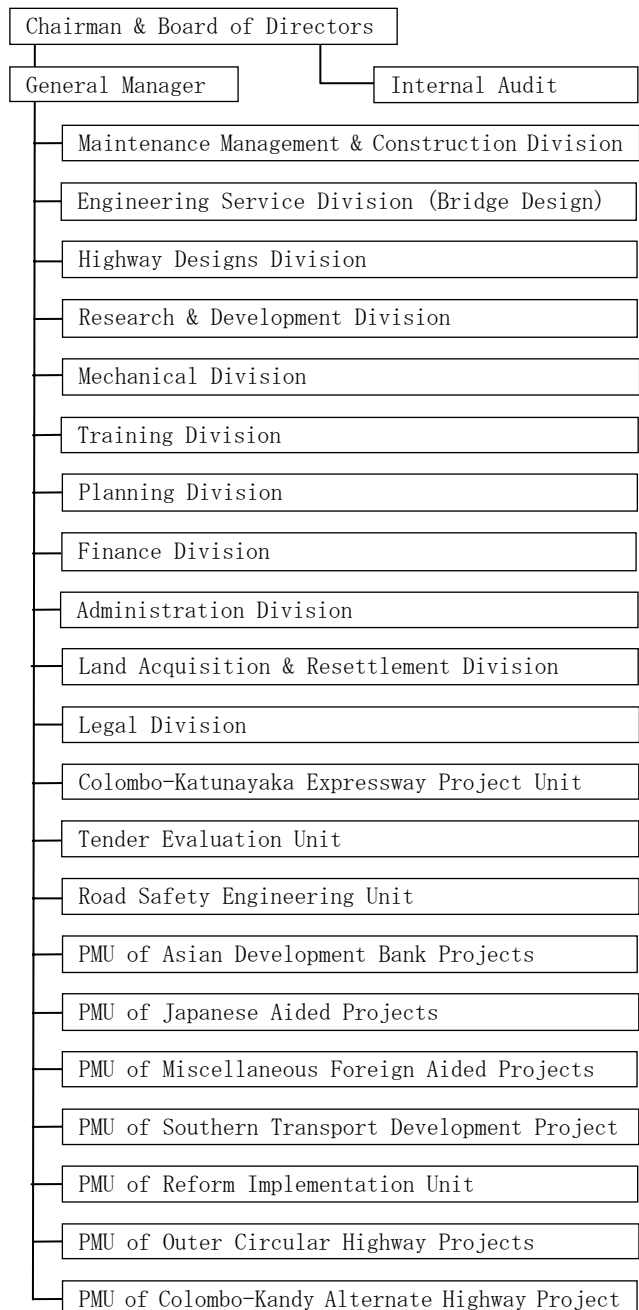 Chairman & Board of Directors
General Manager
Internal Audit
Maintenance Management & Construction Division
Engineering Service Division (Bridge Design)
Highway Designs Division
Research & Development Division
Mechanical Division
Training Division
Planning Division
Finance Division
Administration Division
Land Acquisition & Resettlement Division
Legal Division
Colombo-Katunayaka Expressway Project Unit
Tender Evaluation Unit
Road Safety Engineering Unit
PMU of Asian Development Bank Projects
PMU of Japanese Aided Projects
PMU of Miscellaneous Foreign Aided Projects
PMU of Southern Transport Development Project
PMU of Reform Implementation Unit
PMU of Outer Circular Highway Projects
PMU of Colombo-Kandy Alternate Highway Project